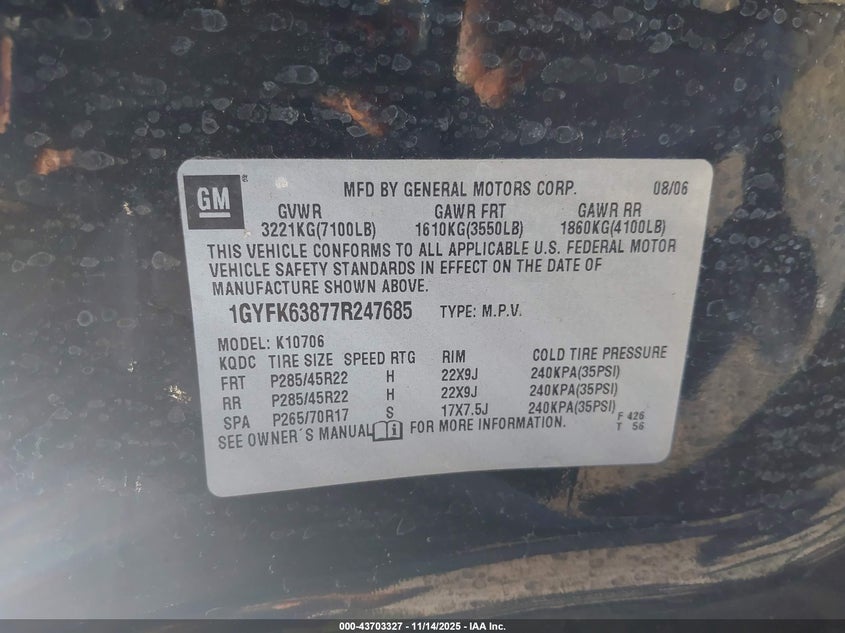 GM
MFD BY GENERAL MOTORS CORP. 08/06
GVWR GAWR FRT GAWR RR
3221KG(7100LB) 1610KG(3550LB) 1860KG(4100LB)
THIS VEHICLE CONFORMS TO ALL APPLICABLE U.S. FEDERAL MOTOR
VEHICLE SAFETY STANDARDS IN EFFECT ON THE DATE OF
MANUFACTURE SHOWN ABOVE.
1GYFK63877R247685 TYPE: M.P.V.
MODEL: K10706
KQDC TIRE SIZE SPEED RTG RIM COLD TIRE PRESSURE
FRT P285/45R22 H 22X9J 240KPA(35PSI)
RR P285/45R22 H 22X9J 240KPA(35PSI)
SPA P265/70R17 S 17X7.5J 240KPA(35PSI)
SEE OWNER´S MANUAL FOR MORE INFORMATION. F 426
T 56
000-43703327 - 11/14/2025 - IAA Inc.